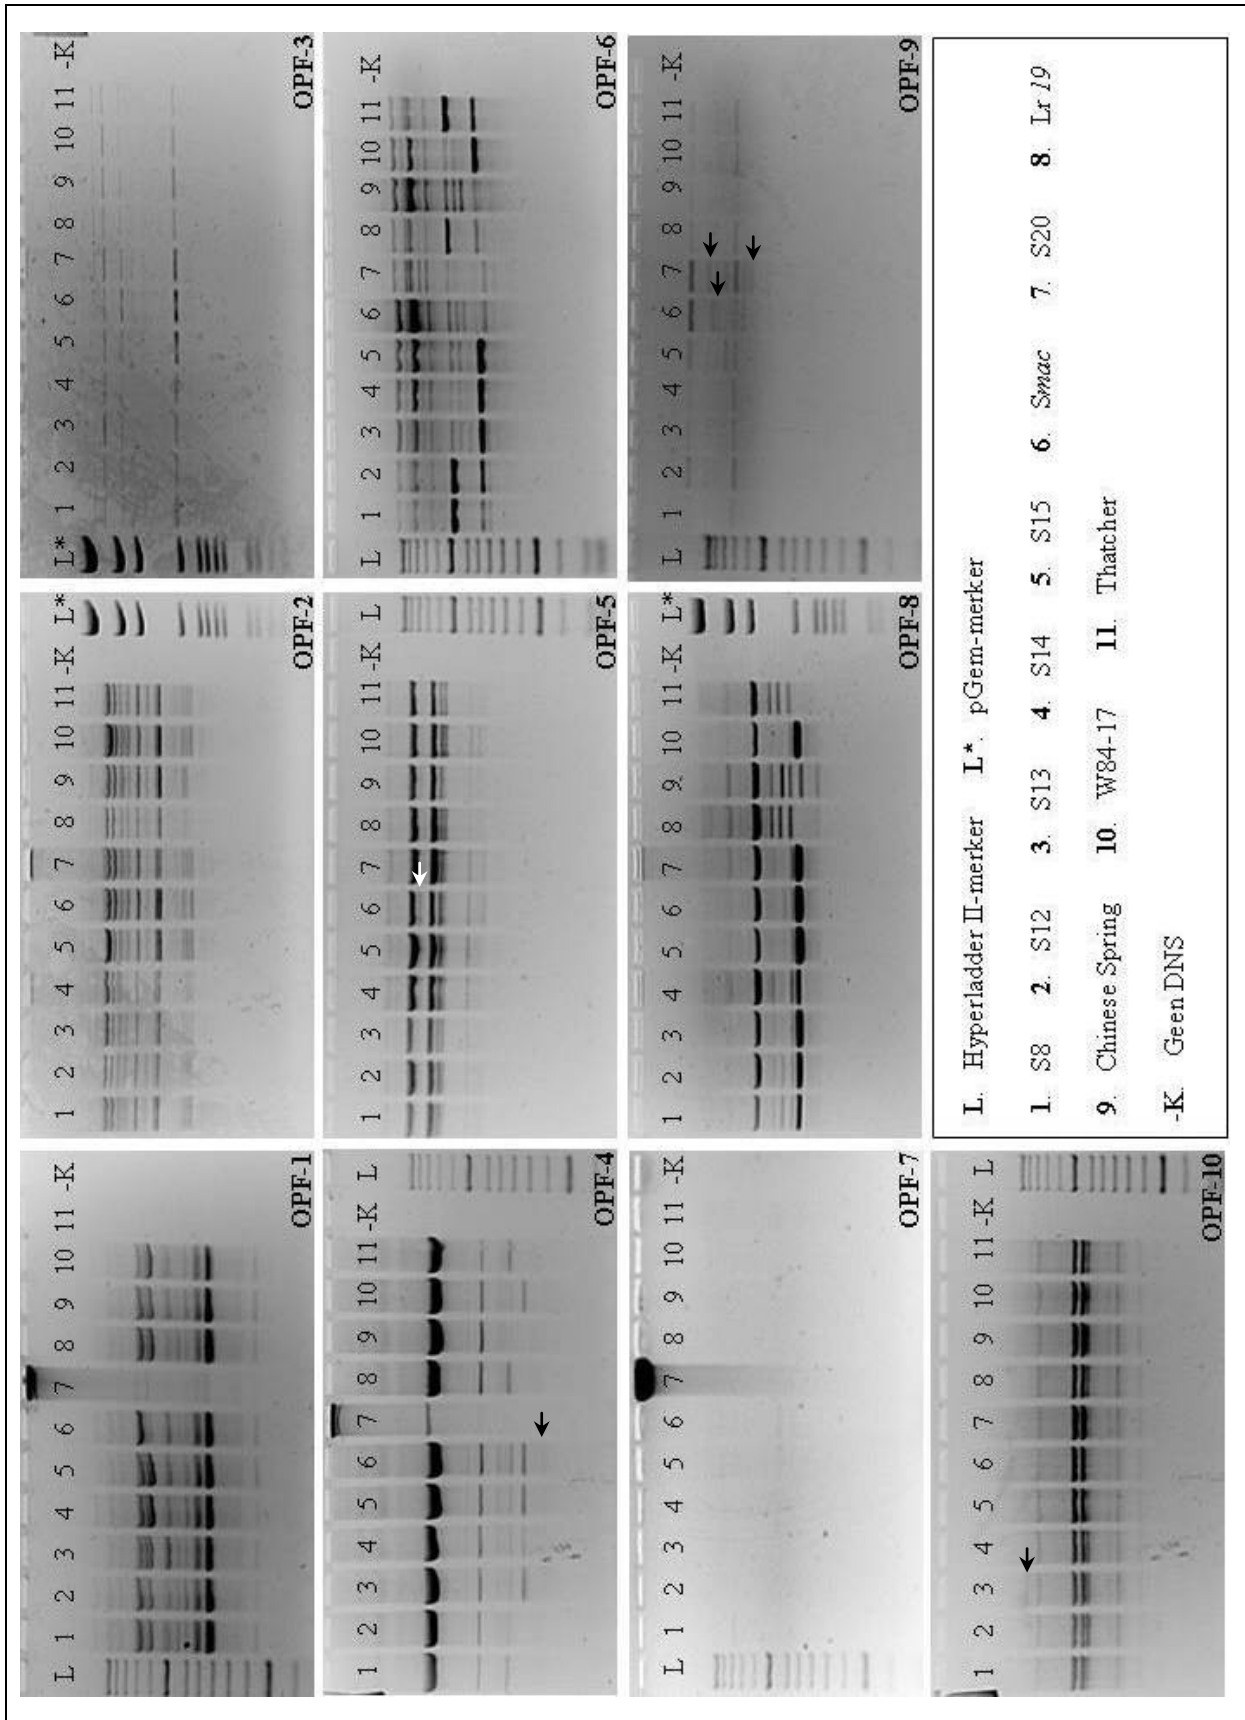 L 1 2 3 4 5 6 7 8 9 10 11 -K
OPF-1
1 2 3 4 5 6 7 8 9 10 11 -K L*
OPF-2
L* 1 2 3 4 5 6 7 8 9 10 11 -K
OPF-3
1 2 3 4 5 6 7 8 9 10 11 -K L
OPF-4
1 2 3 4 5 6 7 8 9 10 11 -K L
OPF-5
L 1 2 3 4 5 6 7 8 9 10 11 -K
OPF-6
L 1 2 3 4 5 6 7 8 9 10 11 -K
OPF-7
1 2 3 4 5 6 7 8 9 10 11 -K L*
OPF-8
L 1 2 3 4 5 6 7 8 9 10 11 -K
OPF-9
1 2 3 4 5 6 7 8 9 10 11 -K L
OPF-10
L. Hyperladder II-merker L*. pGem-merker
1. S8 2. S12 3. S13 4. S14 5. S15 6. Smac 7. S20 8. Lr 19
9. Chinese Spring 10. W84-17 11. Thatcher
-K. Geen DNS